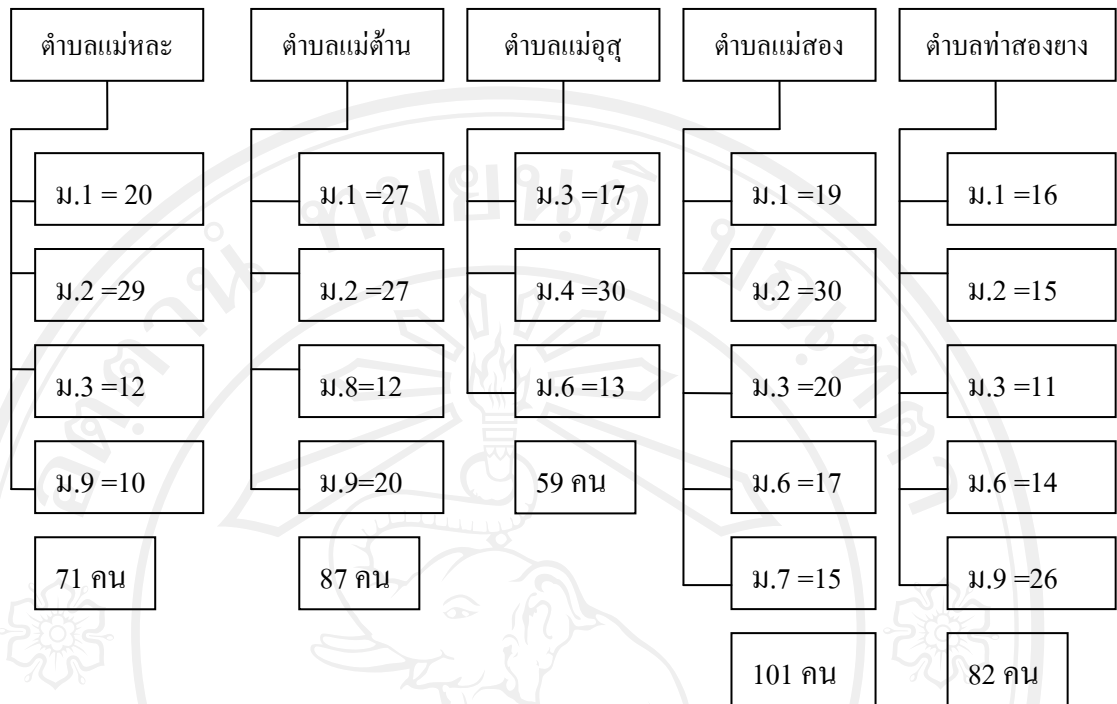 ตำบลแม่หละ
ม.1 = 20
ม.2 =29
ม.3 =12
ม.9 =10
71 คน
ตำบลแม่ต้าน
ม.1 =27
ม.2 =27
ม.8=12
ม.9=20
87 คน
ตำบลแม่อุสุ
ม.3 =17
ม.4 =30
ม.6 =13
59 คน
ตำบลแม่สอง
ม.1 =19
ม.2 =30
ม.3 =20
ม.6 =17
ม.7 =15
101 คน
ตำบลท่าสองยาง
ม.1 =16
ม.2 =15
ม.3 =11
ม.6 =14
ม.9 =26
82 คน